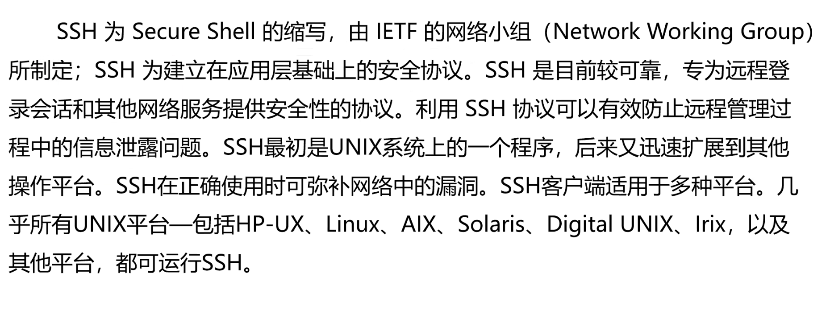 SSH 为 Secure Shell 的缩写，由 IETF 的网络小组（Network Working Group）
所制定；SSH 为建立在应用层基础上的安全协议。SSH 是目前较可靠，专为远程登
录会话和其他网络服务提供安全性的协议。利用 SSH 协议可以有效防止远程管理过
程中的信息泄露问题。SSH最初是UNIX系统上的一个程序，后来又迅速扩展到其他
操作平台。SSH在正确使用时可弥补网络中的漏洞。SSH客户端适用于多种平台。几
乎所有UNIX平台—包括HP-UX、Linux、AIX、Solaris、Digital UNIX、Irix，以及
其他平台，都可运行SSH。